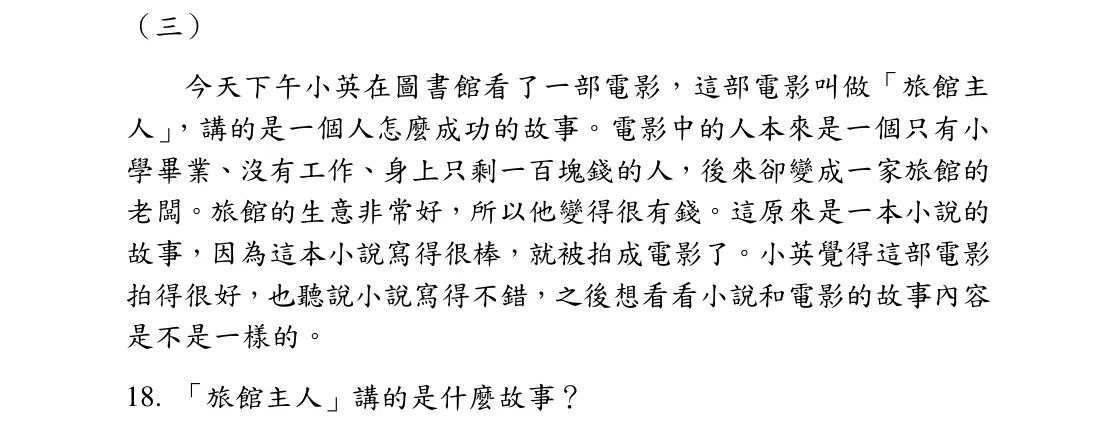 （三）
今天下午小英在圖書館看了一部電影，這部電影叫做「旅館主
人」，講的是一個人怎麼成功的故事。電影中的人本來是一個只有小
學畢業、沒有工作、身上只剩一百塊錢的人，後來卻變成一家旅館的
老闆。旅館的生意非常好，所以他變得很有錢。這原來是一本小說的
故事，因為這本小說寫得很棒，就被拍成電影了。小英覺得這部電影
拍得很好，也聽說小說寫得不錯，之後想看看小說和電影的故事內容
是不是一樣的。
18. 「旅館主人」講的是什麼故事？